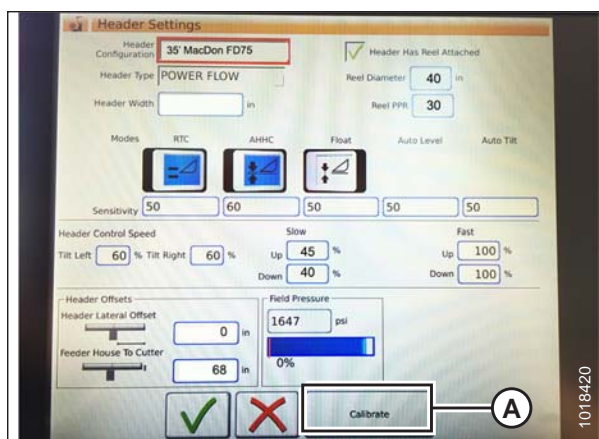 Header Settings
Header Configuration 35' MacDon FD75 Header Has Reel Attached
Header Type POWER FLOW Reel Diameter 40 in
Header Width in Reel PPR 30
Modes RTC AHHC Float Auto Level Auto Tilt
Sensitivity 50 60 50 50 50
Header Control Speed Slow Fast
Tilt Left 60 % Tilt Right 60 % Up 45 % Up 100 %
Down 40 % Down 100 %
Header Offsets Field Pressure
Header Lateral Offset 0 in 1647 psi
Feeder House To Cutter 68 in 0%
Calibrate A
1018420